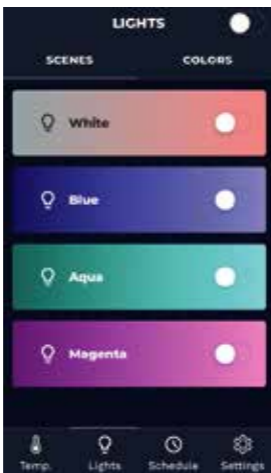 LIGHTS
SCENES COLORS
White
Blue
Aqua
Magenta
Temp. Lights Schedule Settings